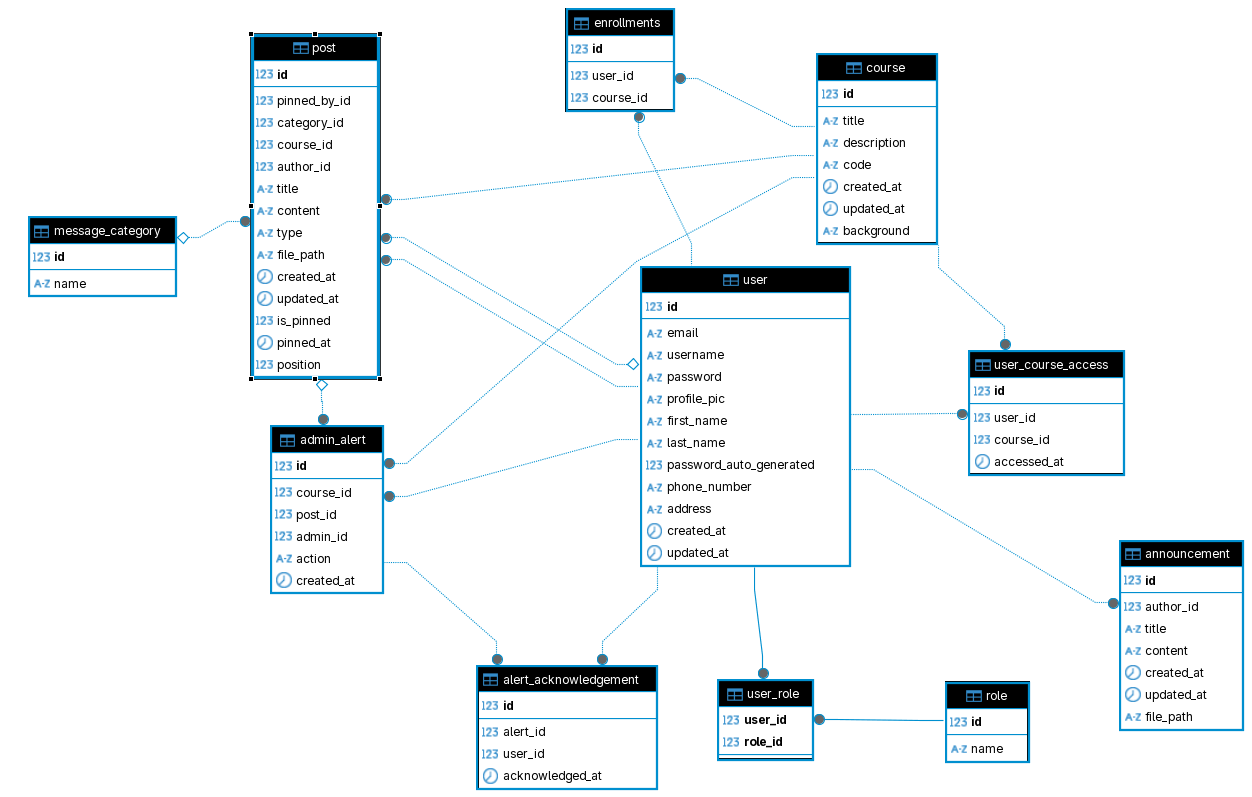 post
123 id
123 pinned_by_id
123 category_id
123 course_id
123 author_id
A-Z title
A-Z content
A-Z type
A-Z file_path
created_at
updated_at
123 is_pinned
pinned_at
123 position
enrollments
123 id
123 user_id
123 course_id
course
123 id
A-Z title
A-Z description
A-Z code
created_at
updated_at
A-Z background
message_category
123 id
A-Z name
user
123 id
A-Z email
A-Z username
A-Z password
A-Z profile_pic
A-Z first_name
A-Z last_name
123 password_auto_generated
A-Z phone_number
A-Z address
created_at
updated_at
user_course_access
123 id
123 user_id
123 course_id
accessed_at
admin_alert
123 id
123 course_id
123 post_id
123 admin_id
A-Z action
created_at
announcement
123 id
123 author_id
A-Z title
A-Z content
created_at
updated_at
A-Z file_path
alert_acknowledgement
123 id
123 alert_id
123 user_id
acknowledged_at
user_role
123 user_id
123 role_id
role
123 id
A-Z name